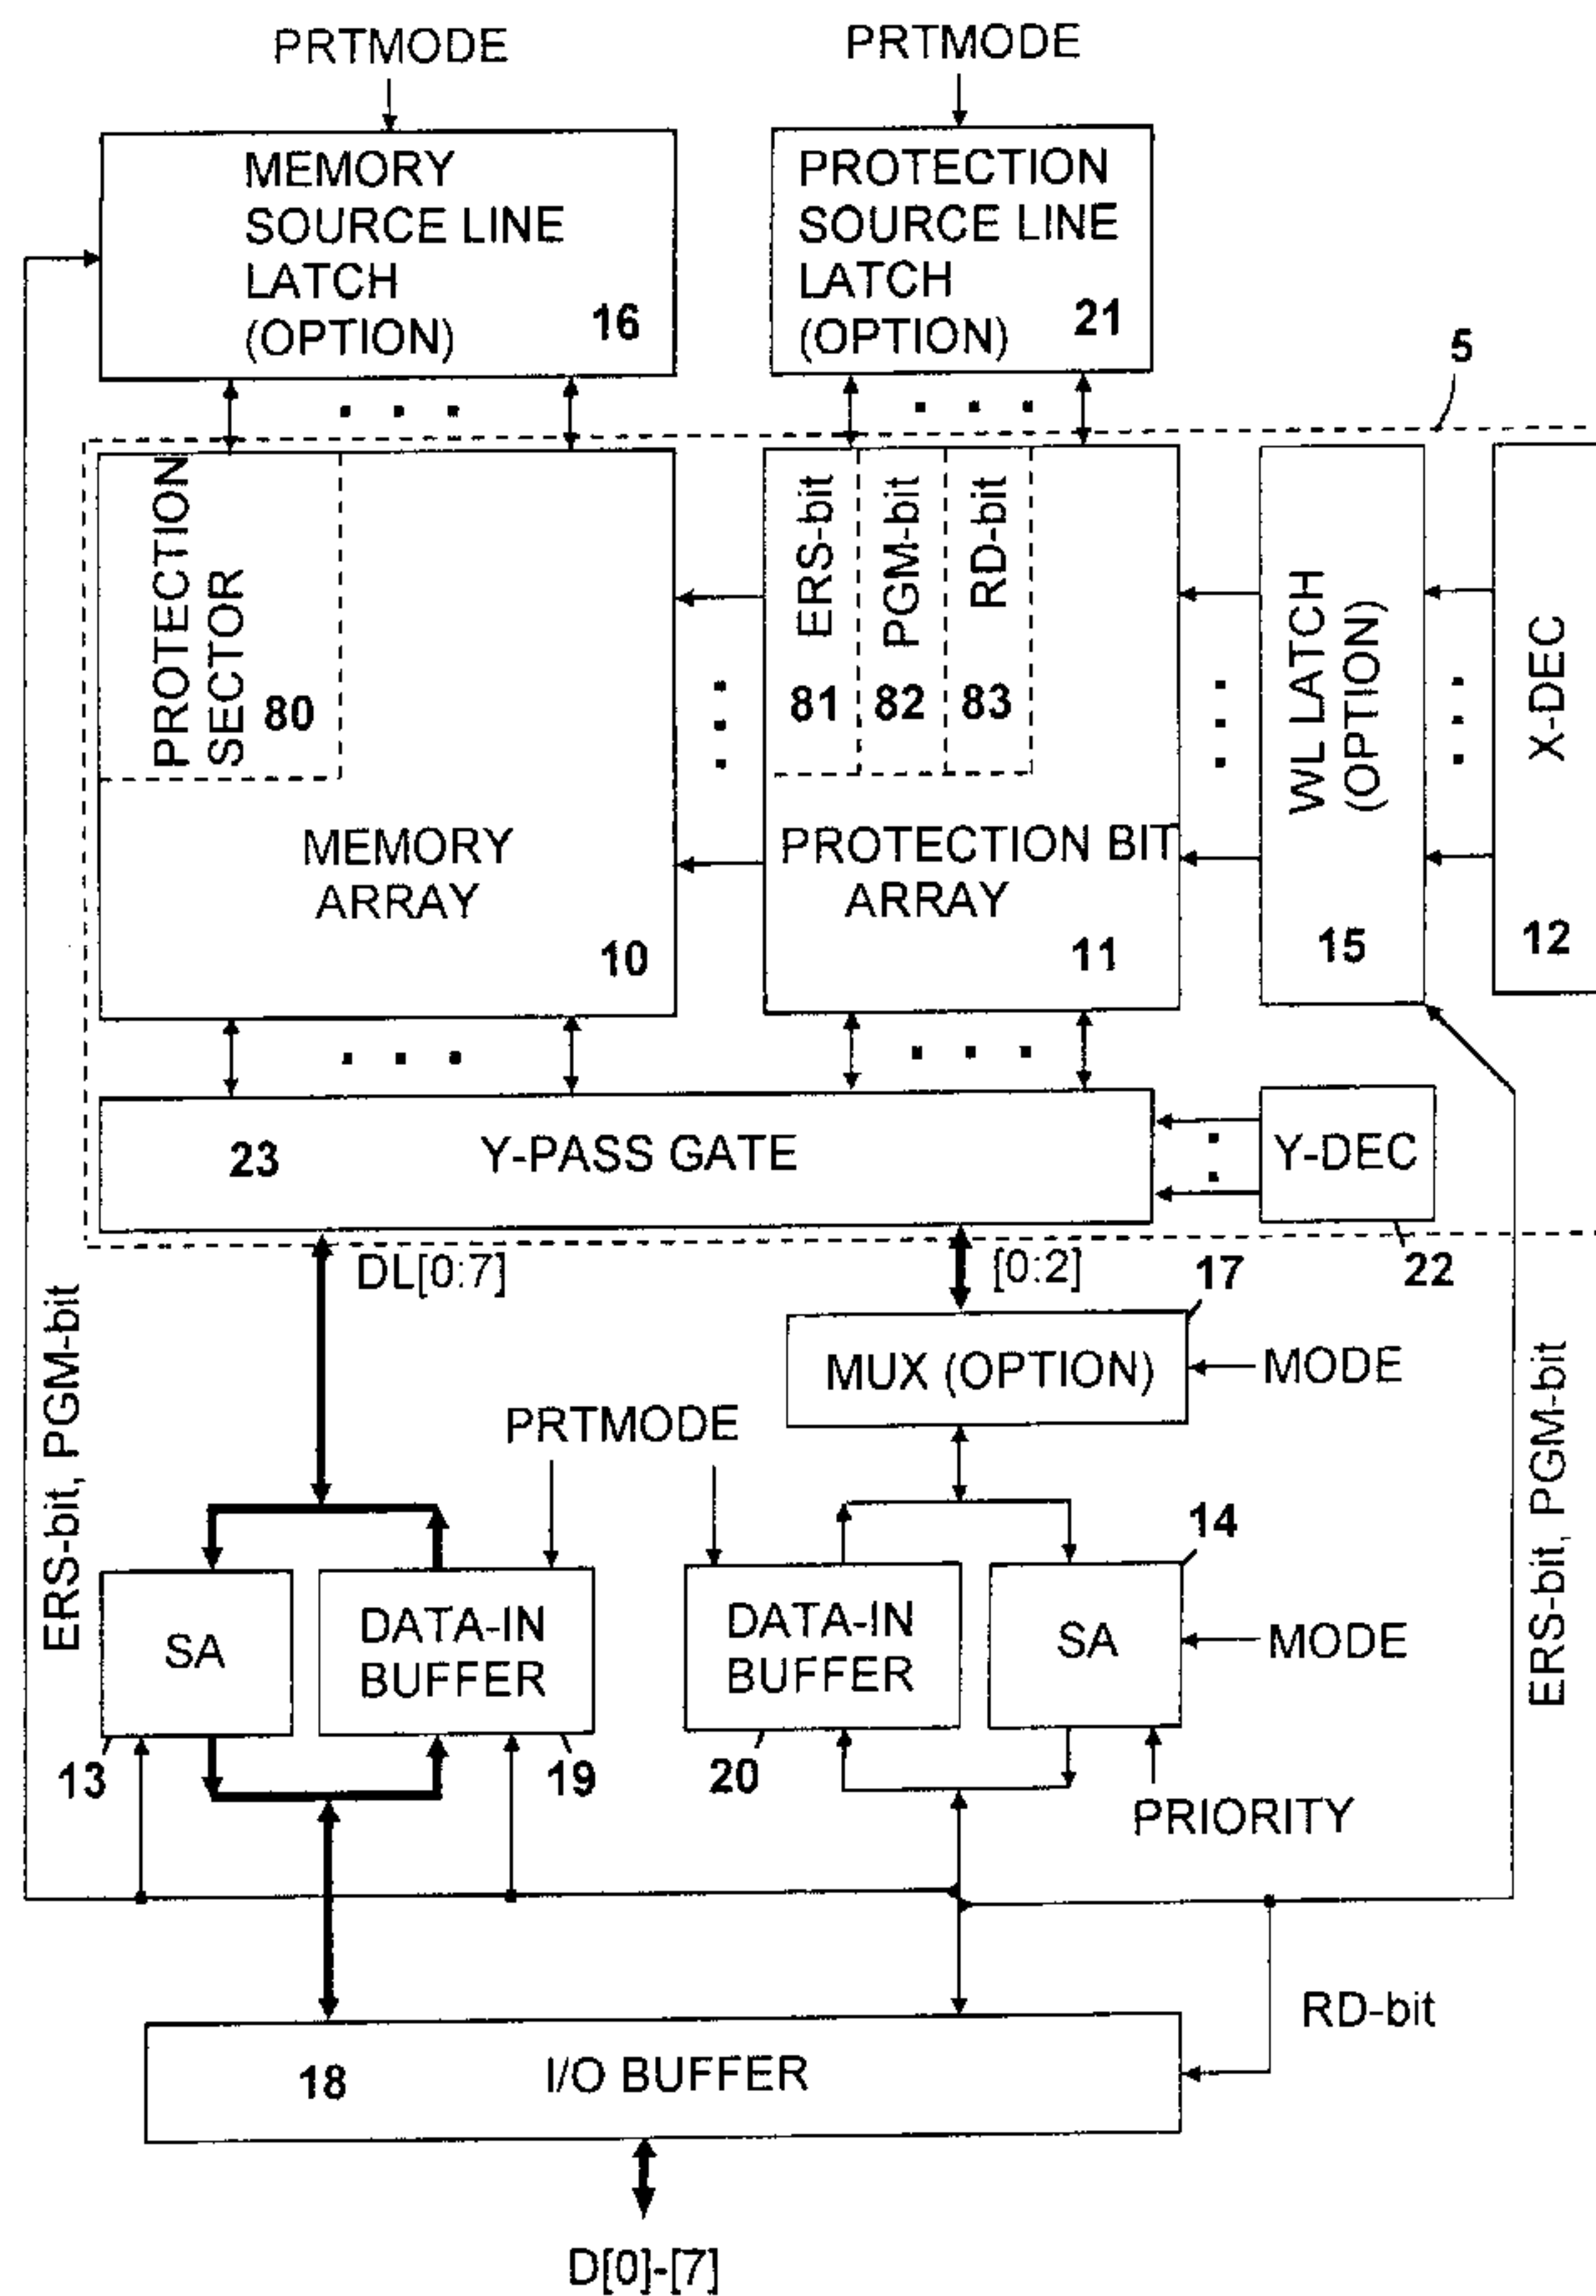 PRTMODE
PRTMODE
MEMORY
SOURCE LINE
LATCH
(OPTION)
16
PROTECTION
SOURCE LINE
LATCH
(OPTION)
21
5
PROTECTION
SECTOR
80
MEMORY
ARRAY
10
ERS-bit
81
PGM-bit
82
RD-bit
83
PROTECTION BIT
ARRAY
11
WL LATCH
(OPTION)
15
X-DEC
12
23
Y-PASS GATE
Y-DEC
22
DL[0:7]
[0:2]
17
MUX (OPTION)
MODE
PRTMODE
ERS-bit, PGM-bit
ERS-bit, PGM-bit
SA
13
DATA-IN
BUFFER
19
DATA-IN
BUFFER
20
14
SA
MODE
PRIORITY
RD-bit
18
I/O BUFFER
D[0]-[7]